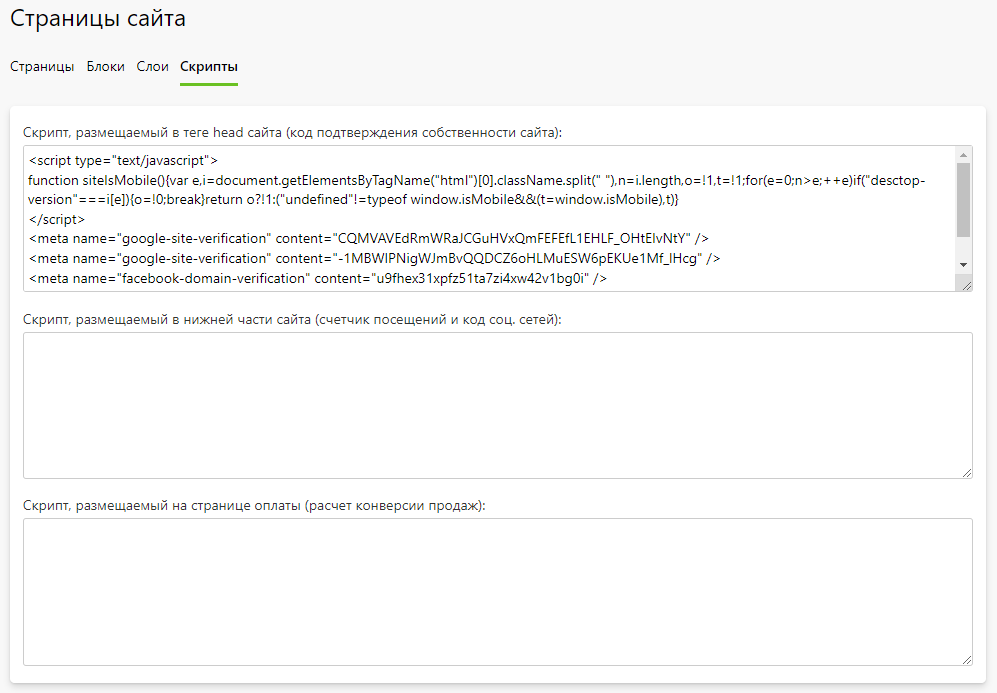 Страницы сайта
Страницы Блоки Слои Скрипты
Скрипт, размещаемый в теге head сайта (код подтверждения собственности сайта):
<script type="text/javascript">
function siteIsMobile(){var e,i=document.getElementsByTagName("html")[0].className.split(" "),n=i.length,o=!1,t=!1;for(e=0;n>e;++e)if("desctop-
version"===i[e]){o=!0;break}return o?!1:("undefined"!=typeof window.isMobile&&(t=window.isMobile),t)}
</script>
<meta name="google-site-verification" content="CQMVAVEdRmWRaJCGuHVxQmFEFEfL1EHLF_OHtElvNtY" />
<meta name="google-site-verification" content="-1MBWIPNigWJmBvQQDCZ6oHLMuESW6pEKUe1Mf_IHcg" />
<meta name="facebook-domain-verification" content="u9fhex31xpfz51ta7zi4xw42v1bg0i" />
Скрипт, размещаемый в нижней части сайта (счетчик посещений и код соц. сетей):
Скрипт, размещаемый на странице оплаты (расчет конверсии продаж):